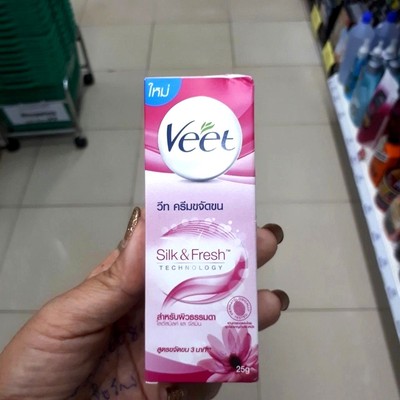 ใหม่
Veet
วีท ครีมขจัดขน
Silk & Fresh™
TECHNOLOGY
สำหรับผิวธรรมดา
สูตรขจัดขน 3 นาที
25g